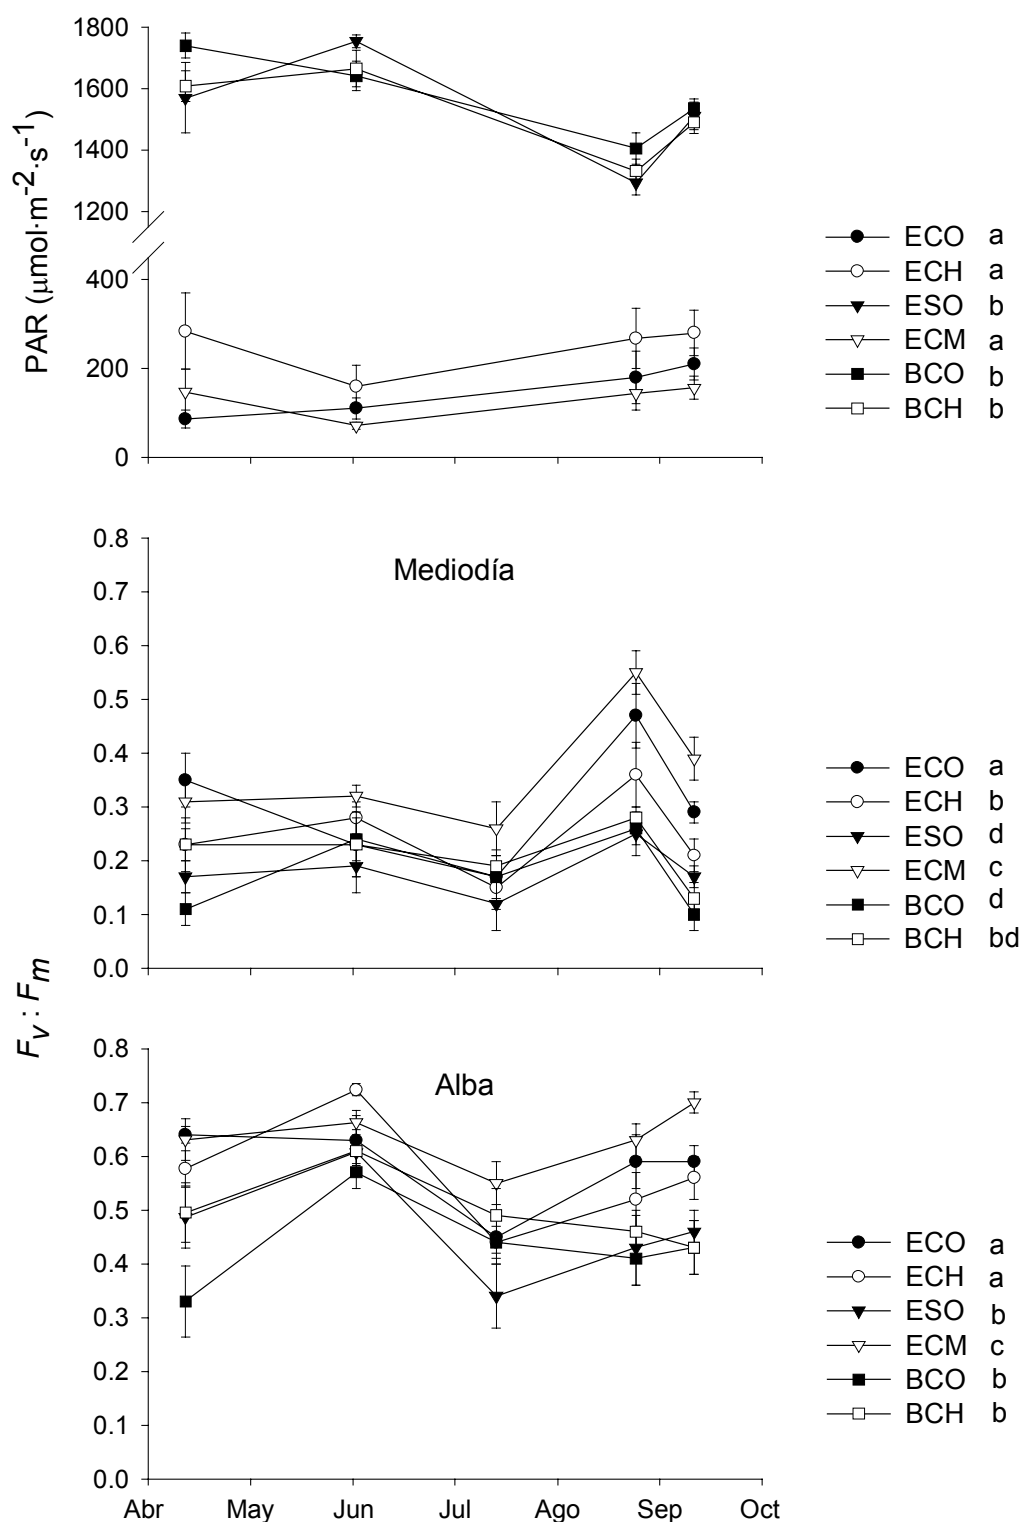 1800
1600
1400
1200
400
200
0
PAR (μmol·m-2·s-1)
ECO a
ECH a
ESO b
ECM a
BCO b
BCH b
0.8
0.7
0.6
0.5
0.4
0.3
0.2
0.1
0.0
Mediodía
ECO a
ECH b
ESO d
ECM c
BCO d
BCH bd
Fv : Fm
0.8
0.7
0.6
0.5
0.4
0.3
0.2
0.1
0.0
Alba
ECO a
ECH a
ESO b
ECM c
BCO b
BCH b
Abr May Jun Jul Ago Sep Oct